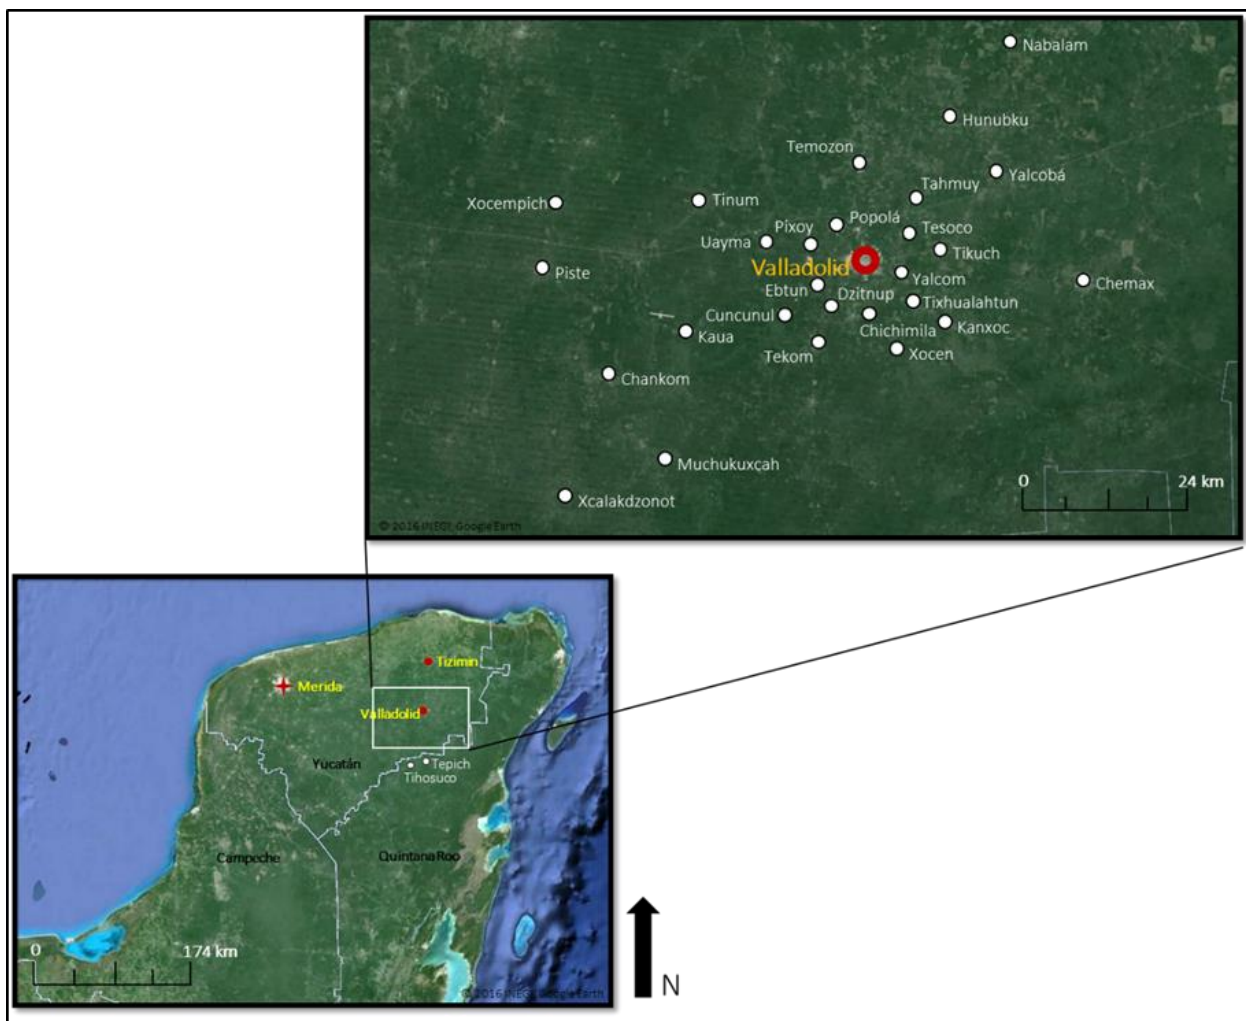 Nabalam
Hunubku
Temozon
Yalcobá
Tahmuy
Xocempich
Tinum
Popolá
Pixoy
Tesoco
Uayma
Tikuch
Valladolid
Piste
Yalcom
Chemax
Ebtun
Dzitnup
Tixhualahtun
Cuncunul
Chichimila
Kanxoc
Kaua
Tekom
Xocen
Chankom
Muchukuxcah
0
24 km
Xcalakdzonot
© 2016 INEGI, Google Earth
Tizimin
Merida
Valladolid
Yucatán
Tepich
Tihosuco
Campeche
Quintana Roo
0
174 km
© 2016 INEGI, Google Earth
N